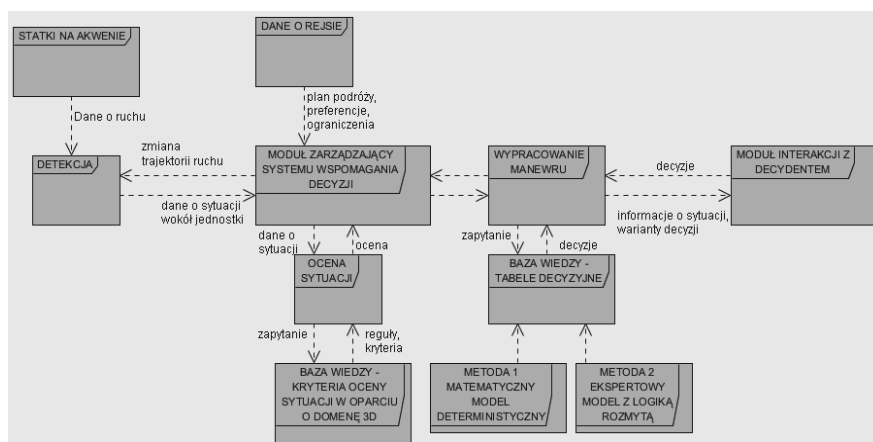 STATKI NA AKWENIE
DANE O REJSIE
Dane o ruchu
plan podróży,
preferencje,
ograniczenia
DETEKCJA
zmiana
trajektorii ruchu
MODUŁ ZARZĄDZAJĄCY
SYSTEMU WSPOMAGANIA
DECYZJI
WYPRACOWANIE
MANEWRU
decyzje
MODUŁ INTERAKCJI Z
DECYDENTEM
dane o sytuacji
wokół jednostki
informacje o sytuacji,
warianty decyzji
dane o
sytuacji
ocena
zapytanie
decyzje
OCENA
SYTUACJI
BAZA WIEDZY -
TABELE DECYZYJNE
zapytanie
reguły,
kryteria
BAZA WIEDZY -
KRYTERIA OCENY
SYTUACJI W OPARCIU
O DOMENĘ 3D
METODA 1
MATEMATYCZNY
MODEL
DETERMINISTYCZNY
METODA 2
EKSPERTOWY
MODEL Z LOGIKĄ
ROZMYTĄ